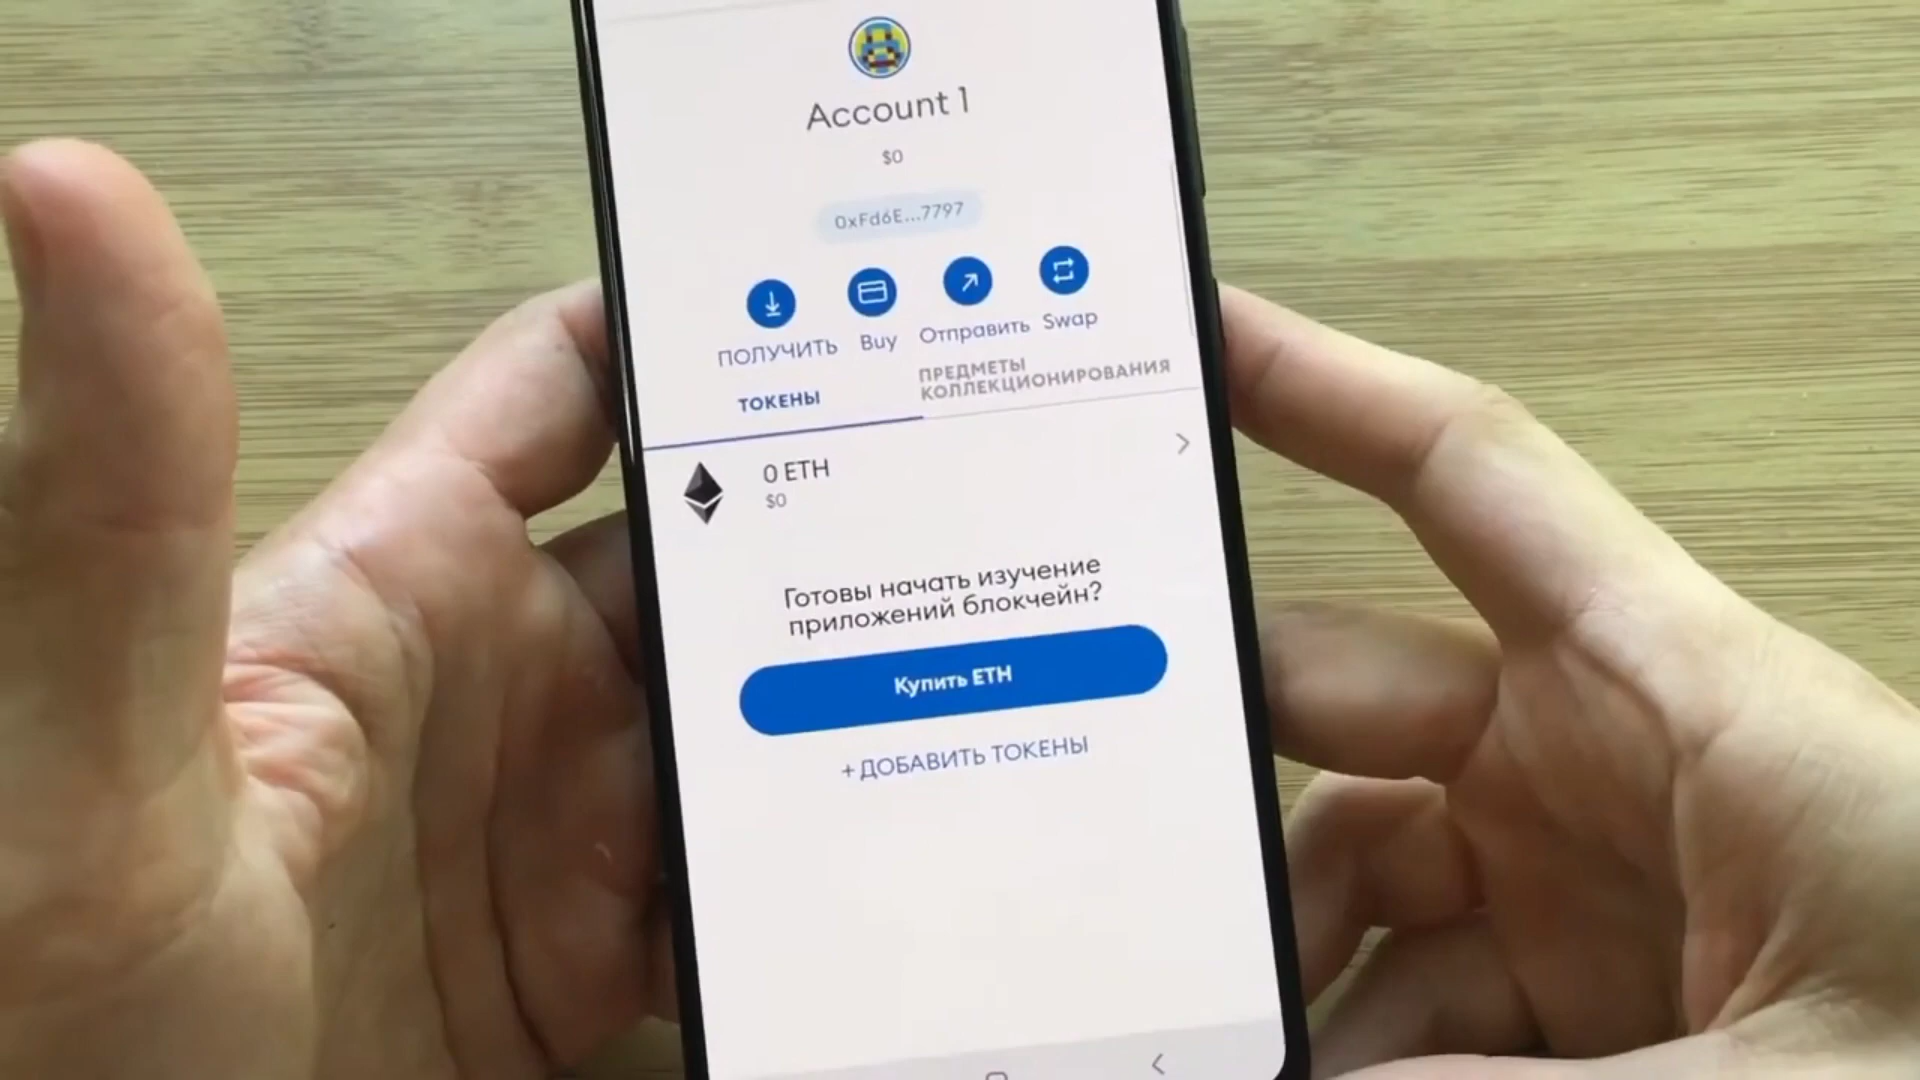 Account 1
$0
0xFd6E...7797
ПОЛУЧИТЬ Buy Отправить Swap
ТОКЕНЫ
ПРЕДМЕТЫ
КОЛЛЕКЦИОНИРОВАНИЯ
0 ETH
$0
Готовы начать изучение
приложений блокчейн?
Купить ETH
+ ДОБАВИТЬ ТОКЕНЫ